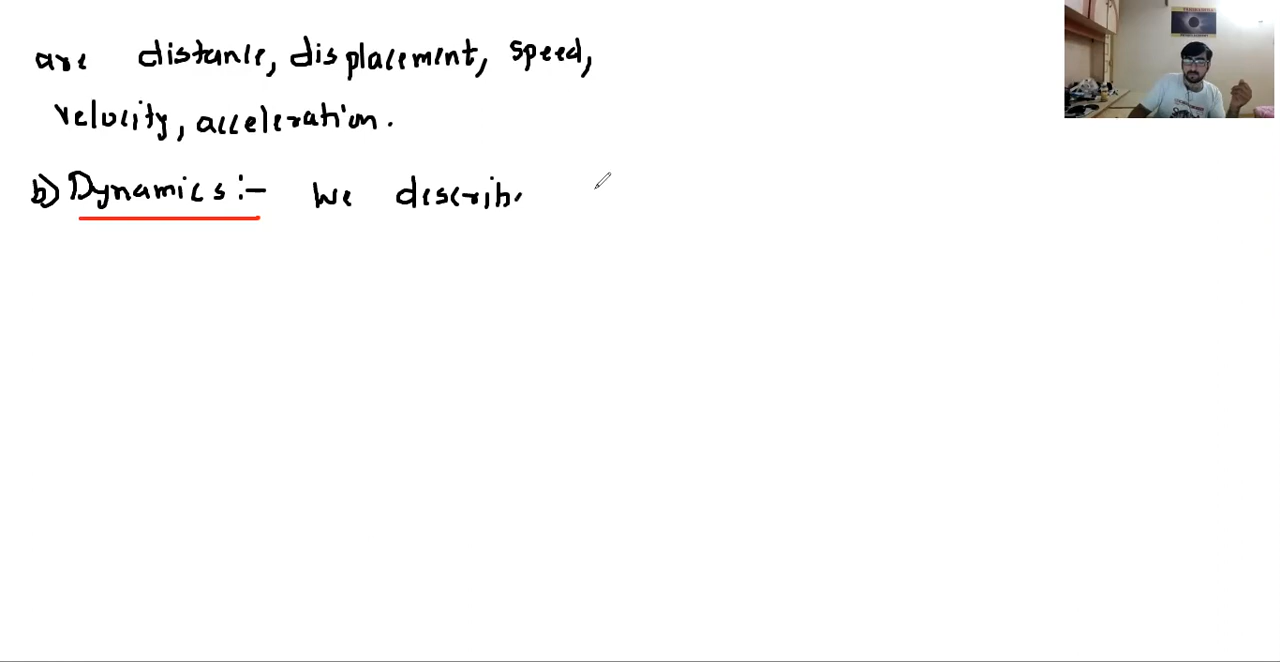 are distance, displacement, speed,
velocity, acceleration.
b) Dynamics :- We describ